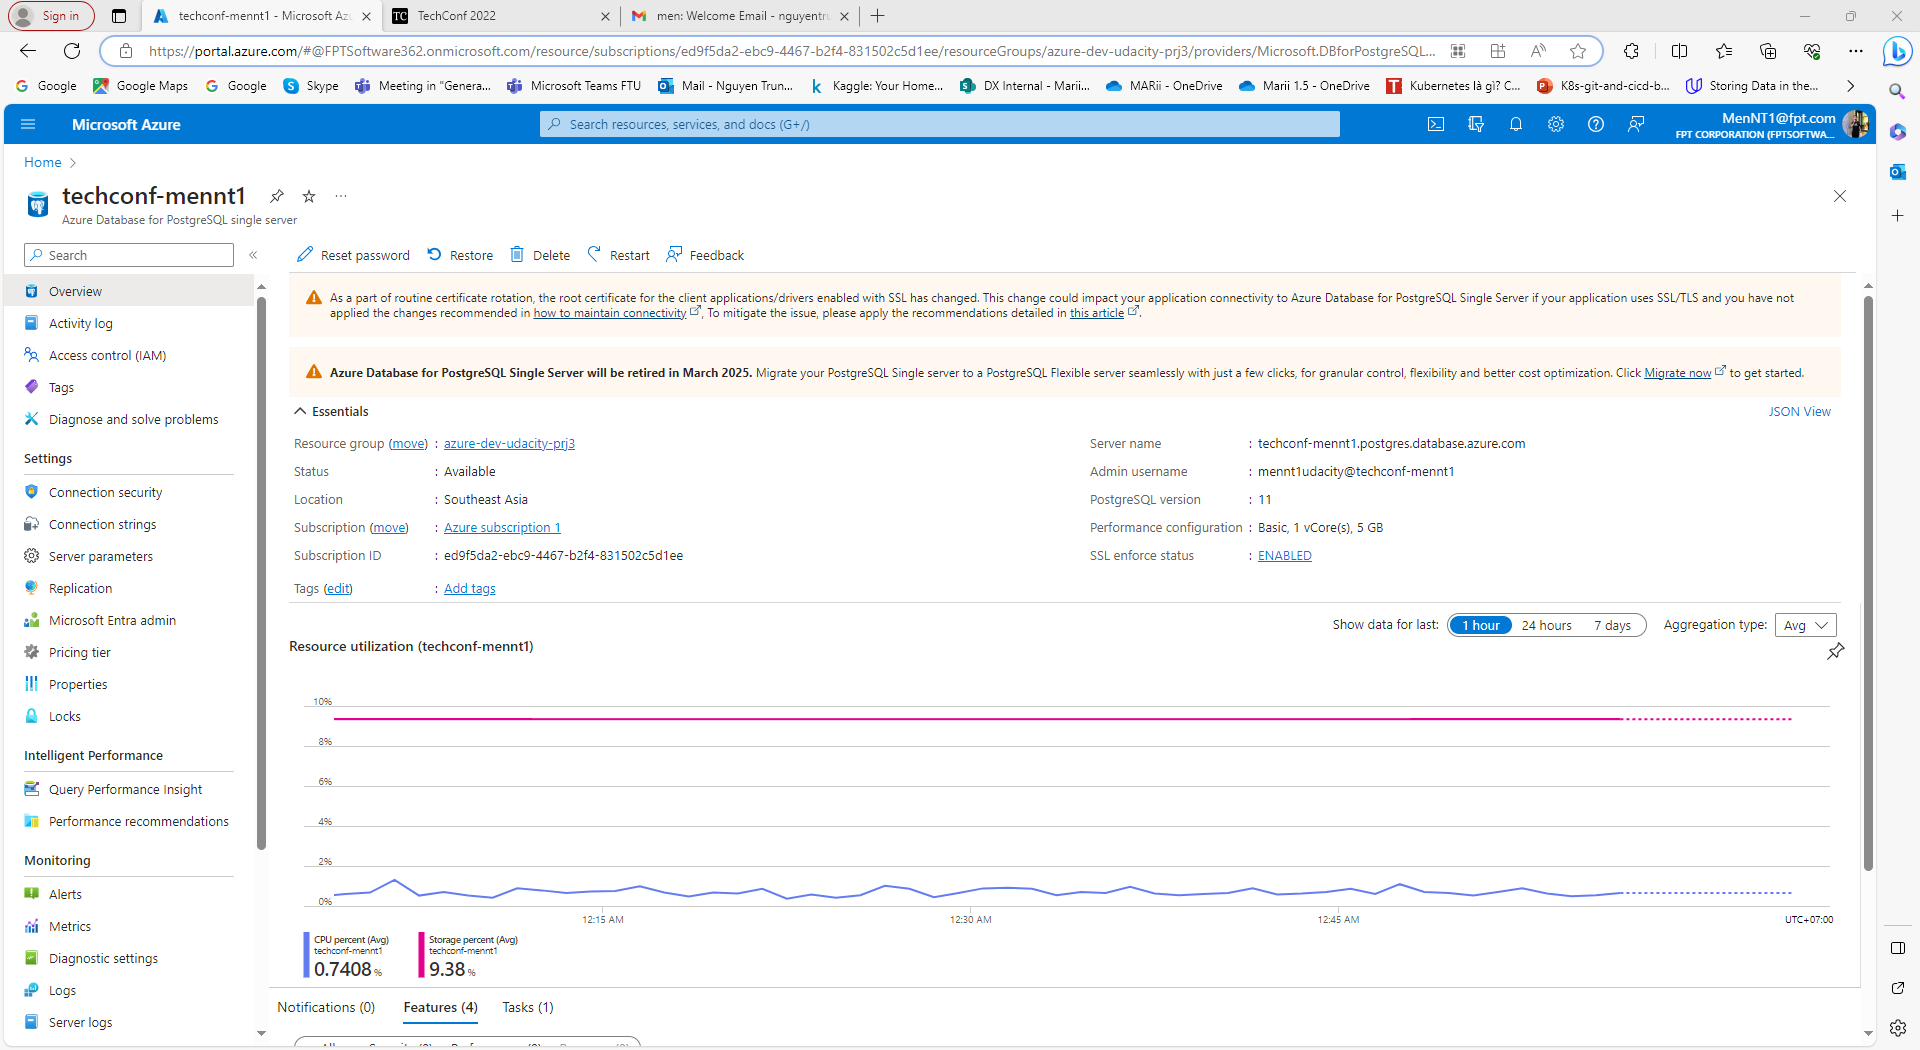 Sign in
techconf-mennt1 - Microsoft Azu
TechConf 2022
men: Welcome Email - nguyentru
https://portal.azure.com/#@FPTSoftware362.onmicrosoft.com/resource/subscriptions/ed9f5da2-ebc9-4467-b2f4-831502c5d1ee/resourceGroups/azure-dev-udacity-prj3/providers/Microsoft.DBforPostgreSQL...
Google
Google Maps
Google
Skype
Meeting in "Genera...
Microsoft Teams FTU
Mail - Nguyen Trun...
Kaggle: Your Home...
DX Internal - Marii...
MARii - OneDrive
Marii 1.5 - OneDrive
Kubernetes là gì? C...
K8s-git-and-cicd-b...
Storing Data in the...
Microsoft Azure
Search resources, services, and docs (G+/)
MenNT1@fpt.com
FPT CORPORATION (FPTSOFTWA...
Home
techconf-mennt1
Azure Database for PostgreSQL single server
Search
Reset password
Restore
Delete
Restart
Feedback
Overview
Activity log
Access control (IAM)
Tags
Diagnose and solve problems
Settings
Connection security
Connection strings
Server parameters
Replication
Microsoft Entra admin
Pricing tier
Properties
Locks
Intelligent Performance
Query Performance Insight
Performance recommendations
Monitoring
Alerts
Metrics
Diagnostic settings
Logs
Server logs
As a part of routine certificate rotation, the root certificate for the client applications/drivers enabled with SSL has changed. This change could impact your application connectivity to Azure Database for PostgreSQL Single Server if your application uses SSL/TLS and you have not
applied the changes recommended in how to maintain connectivity , To mitigate the issue, please apply the recommendations detailed in this article .
Azure Database for PostgreSQL Single Server will be retired in March 2025. Migrate your PostgreSQL Single server to a PostgreSQL Flexible server seamlessly with just a few clicks, for granular control, flexibility and better cost optimization. Click Migrate now to get started.
Essentials
JSON View
Resource group (move) : azure-dev-udacity-prj3
Status : Available
Location : Southeast Asia
Subscription (move) : Azure subscription 1
Subscription ID : ed9f5da2-ebc9-4467-b2f4-831502c5d1ee
Tags (edit) : Add tags
Server name : techconf-mennt1.postgres.database.azure.com
Admin username : mennt1udacity@techconf-mennt1
PostgreSQL version : 11
Performance configuration : Basic, 1 vCore(s), 5 GB
SSL enforce status : ENABLED
Show data for last: 1 hour 24 hours 7 days
Aggregation type: Avg
Resource utilization (techconf-mennt1)
10%
8%
6%
4%
2%
0%
12:15 AM
12:30 AM
12:45 AM
UTC+07:00
CPU percent (Avg)
techconf-mennt1
0.7408 %
Storage percent (Avg)
techconf-mennt1
9.38 %
Notifications (0)
Features (4)
Tasks (1)